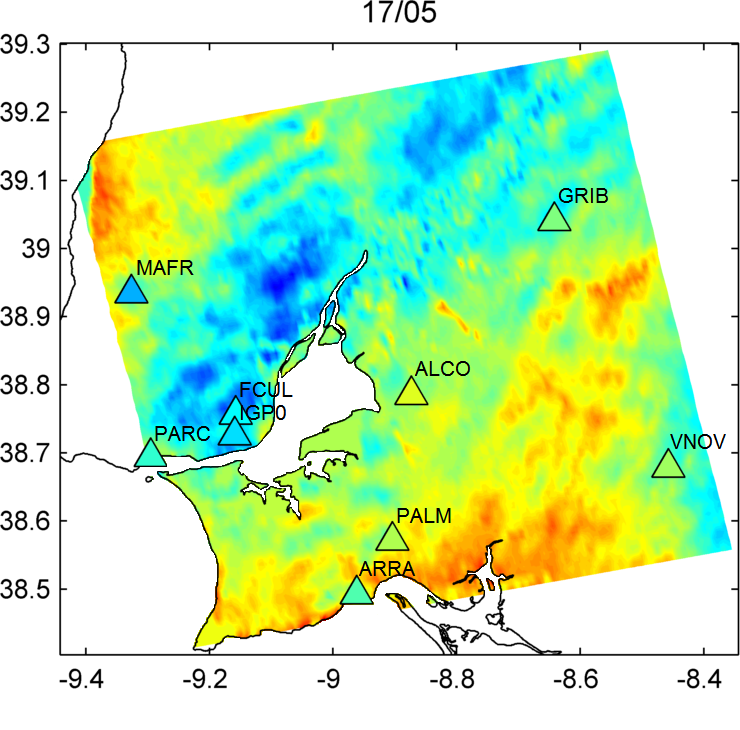 17/05
39.3
39.2
39.1
39
38.9
38.8
38.7
38.6
38.5
GRIB
MAFR
ALCO
FCUL
IGP0
PARC
VNOV
PALM
ARRA
-9.4
-9.2
-9
-8.8
-8.6
-8.4